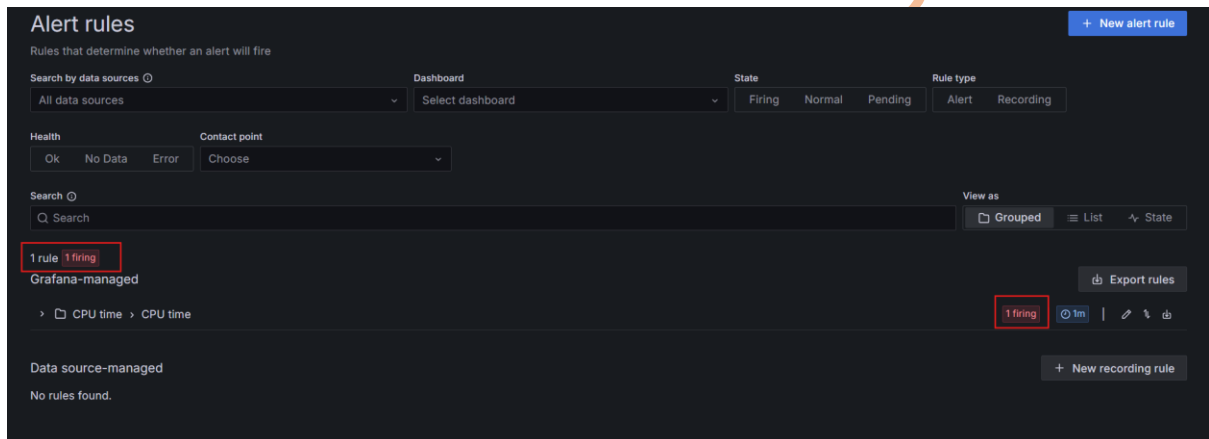 Alert rules
+ New alert rule
Rules that determine whether an alert will fire
Search by data sources
Dashboard
State
Rule type
All data sources
Select dashboard
Firing Normal Pending
Alert Recording
Health
Contact point
Ok No Data Error
Choose
Search
View as
Search
Grouped List State
1 rule 1 firing
Grafana-managed
Export rules
CPU time > CPU time
1 firing 1m
Data source-managed
+ New recording rule
No rules found.